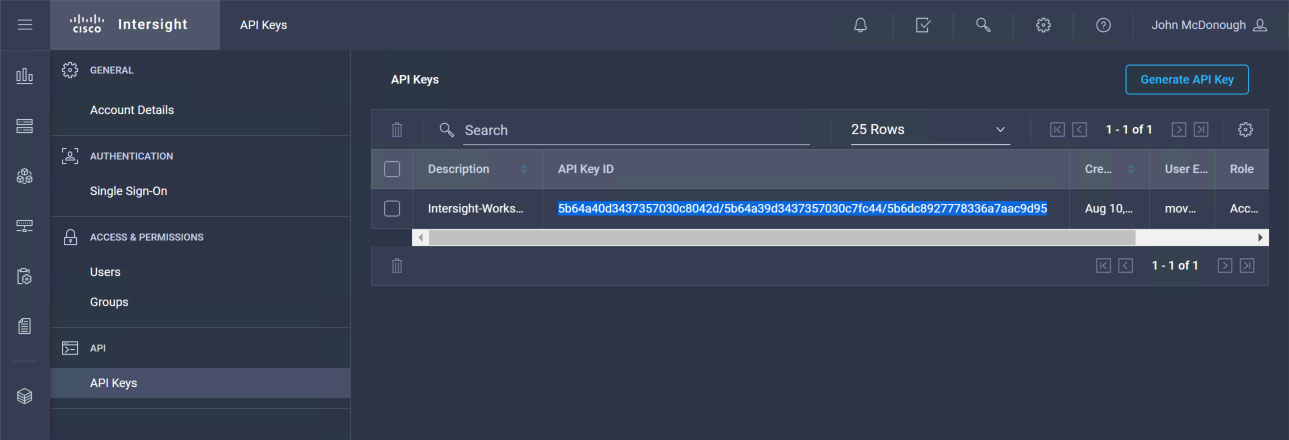 cisco Intersight API Keys John McDonough
GENERAL
Account Details
AUTHENTICATION
Single Sign-On
ACCESS & PERMISSIONS
Users
Groups
API
API Keys
API Keys Generate API Key
Search 25 Rows 1 - 1 of 1
Description API Key ID Cre... User E... Role
Intersight-Works... 5b64a40d3437357030c8042d/5b64a39d3437357030c7fc44/5b6dc8927778336a7aac9d95 Aug 10,... mov... Acc...
1 - 1 of 1